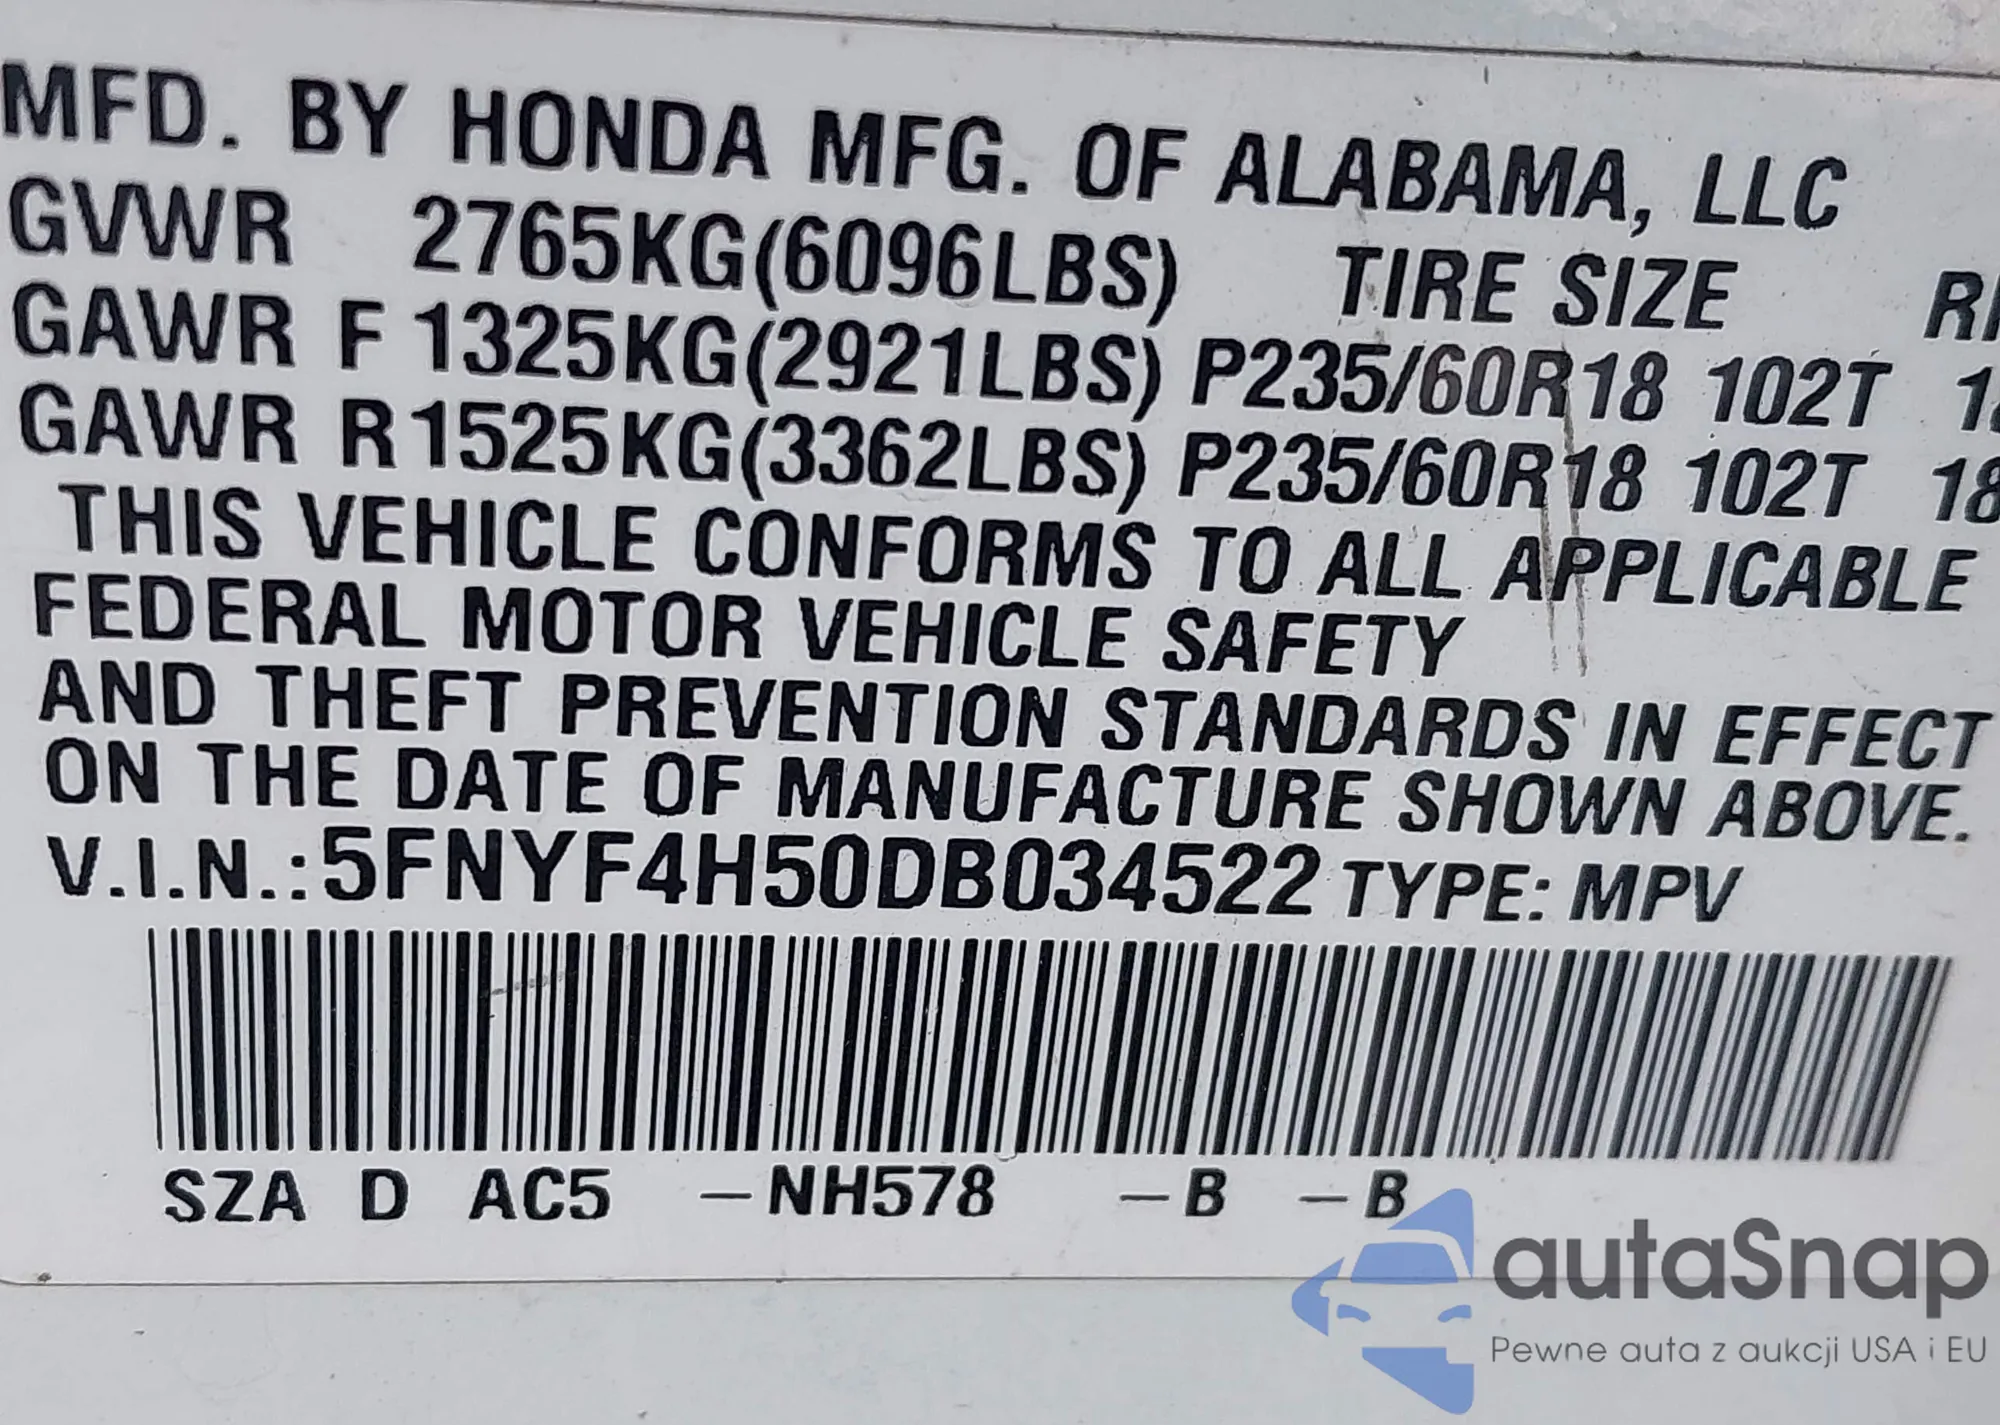 MFD. BY HONDA MFG. OF ALABAMA, LLC
GVWR 2765KG(6096LBS) TIRE SIZE
GAWR F 1325KG(2921LBS) P235/60R18 102T
GAWR R 1525KG(3362LBS) P235/60R18 102T 18
THIS VEHICLE CONFORMS TO ALL APPLICABLE
FEDERAL MOTOR VEHICLE SAFETY
AND THEFT PREVENTION STANDARDS IN EFFECT
ON THE DATE OF MANUFACTURE SHOWN ABOVE.
V.I.N.:5FNYF4H50DB034522 TYPE: MPV
SZA D AC5 –NH578 –B –B
autaSnap
Pewne auta z aukcji USA i EU